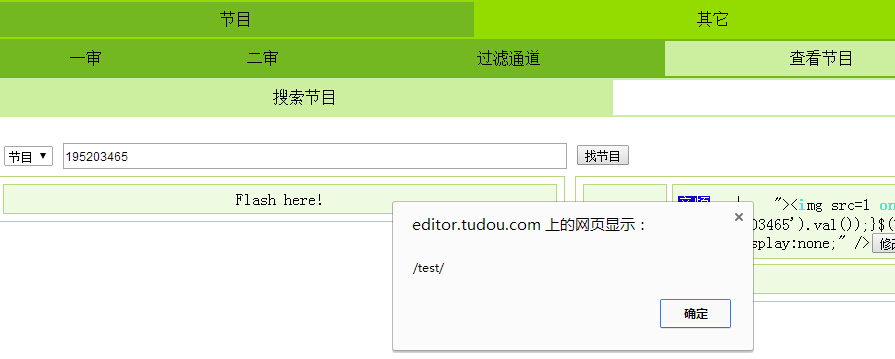 节目 其它
一审 二审 过滤通道 查看节目
搜索节目
节目 195203465 找节目
Flash here!
"><img src=1 on
03465').val());}$(
splay:none;" /> 修改
editor.tudou.com 上的网页显示：
/test/
确定